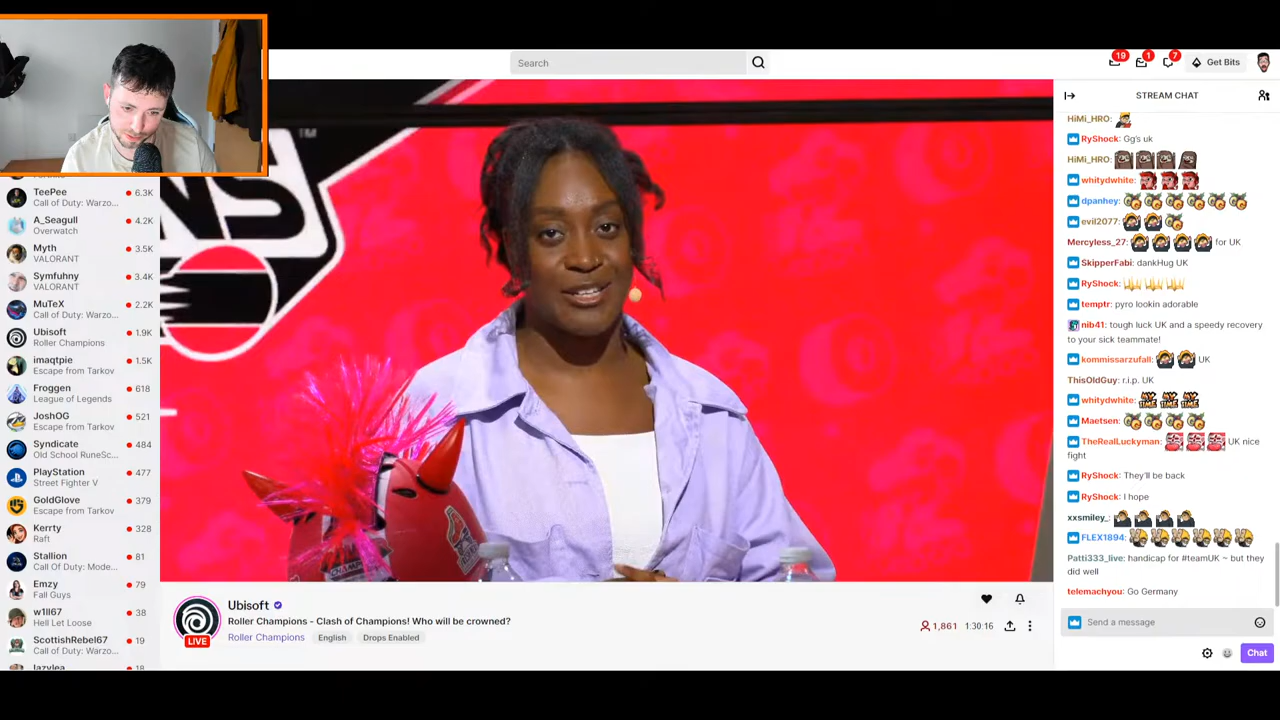 Search
19
1
7
Get Bits
TeePee
6.3K
Call of Duty: Warzo...
A_Seagull
4.2K
Overwatch
Myth
3.5K
VALORANT
Symfuhny
3.4K
VALORANT
MuTeX
2.2K
Call of Duty: Warzo...
Ubisoft
1.9K
Roller Champions
imaqtpie
1.5K
Escape from Tarkov
Froggen
618
League of Legends
JoshOG
521
Escape from Tarkov
Syndicate
484
Old School RuneSc...
PlayStation
477
Street Fighter V
GoldGlove
379
Escape from Tarkov
Kerrty
328
Raft
Stallion
81
Call Of Duty: Mode...
Emzy
79
Fall Guys
w1ll67
38
Hell Let Loose
ScottishRebel67
19
Call of Duty: Warzo...
lazylea
18
NS
TM
Ubisoft
LIVE
Roller Champions - Clash of Champions! Who will be crowned?
Roller Champions
English
Drops Enabled
1,861
1:30:16
STREAM CHAT
HiMi_HRO:
RyShock: Gg's uk
HiMi_HRO:
whitydwhite:
dpanhey:
evil2077:
Mercyless_27: for UK
SkipperFabi: dankHug UK
RyShock:
temptr: pyro lookin adorable
nib41: tough luck UK and a speedy recovery
to your sick teammate!
kommissarzufall: UK
ThisOldGuy: r.i.p. UK
whitydwhite:
Maetsen:
TheRealLuckyman: UK nice
fight
RyShock: They'll be back
RyShock: I hope
xxsmiley_:
FLEX1894:
Patti333_live: handicap for #teamUK ~ but they
did well
telemachyou: Go Germany
Send a message
Chat